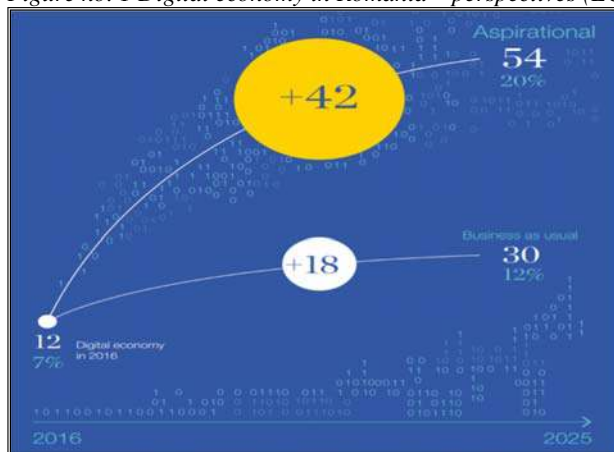 Figure no. 1 Digital economy in Romania – perspectives
Aspirational
54
20%
+42
Business as usual
30
12%
+18
12
7%
Digital economy
in 2016
2016
2025